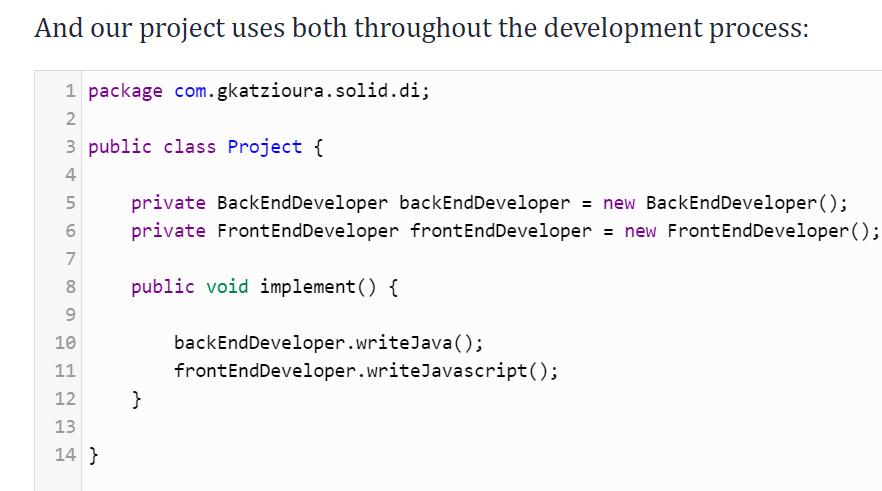 And our project uses both throughout the development process:
1 package com.gkatzioura.solid.di;
2
3 public class Project {
4
5 private BackEndDeveloper backEndDeveloper = new BackEndDeveloper();
6 private FrontEndDeveloper frontEndDeveloper = new FrontEndDeveloper();
7
8 public void implement() {
9
10 backEndDeveloper.writeJava();
11 frontEndDeveloper.writeJavascript();
12 }
13
14 }